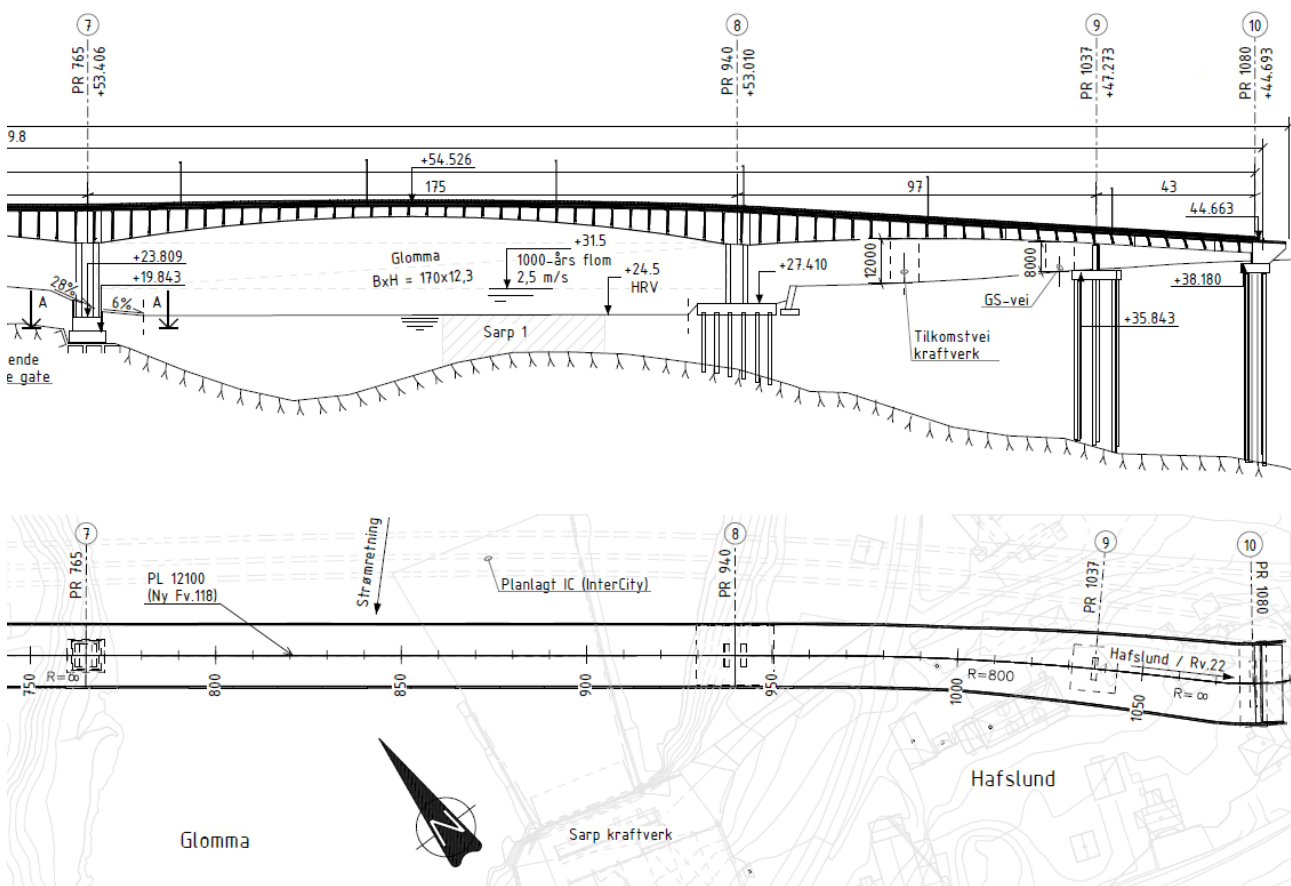 7
8
9
10
PR 765
+53.406
PR 940
+53.010
PR 1037
+47.273
PR 1080
+44.693
9.8
+54.526
175
97
43
44.663
+23.809
+19.843
28%
6%
A
A
Glomma
BxH = 170x12,3
+31.5
1000-års flom
2,5 m/s
+24.5
HRV
+27.410
12000
8000
+38.180
GS-vei
+35.843
Tilkomstvei
kraftverk
Sarp 1
ende
e gate
7
8
9
10
PR 765
PR 940
PR 1037
PR 1080
Strømretning
PL 12100
(Ny Fv.118)
Planlagt IC (InterCity)
Hafslund / Rv.22
R=∞
R=800
R=∞
750
800
850
900
950
1000
1050
N
Hafslund
Glomma
Sarp kraftverk